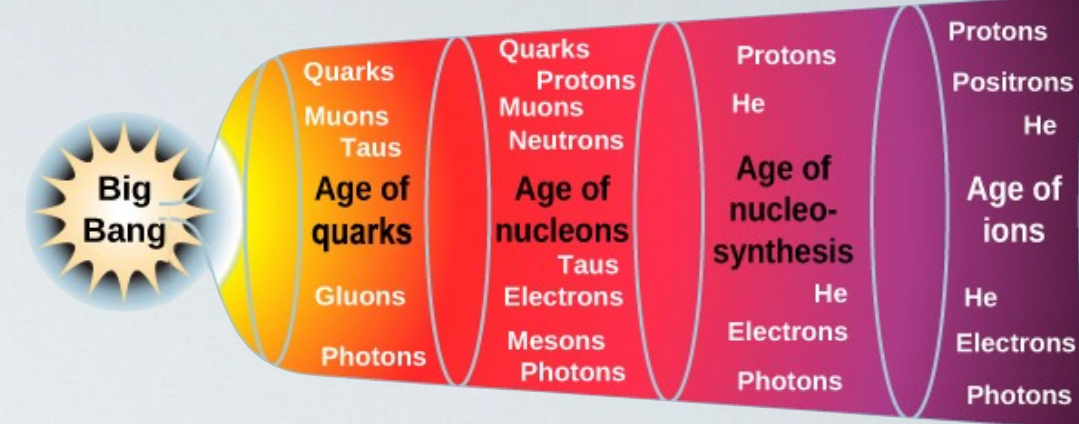 Big
Bang
Quarks
Muons
Taus
Age of
quarks
Gluons
Photons
Quarks
Protons
Muons
Neutrons
Age of
nucleons
Taus
Electrons
Mesons
Photons
Protons
He
Age of
nucleo-
synthesis
He
Electrons
Photons
Protons
Positrons
He
Age of
ions
He
Electrons
Photons